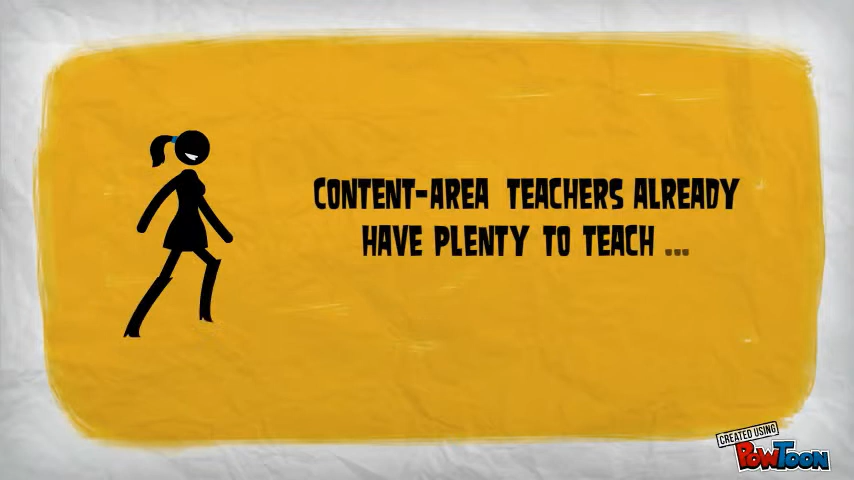 CONTENT-AREA TEACHERS ALREADY
HAVE PLENTY TO TEACH ...
CREATED USING
POWTOON